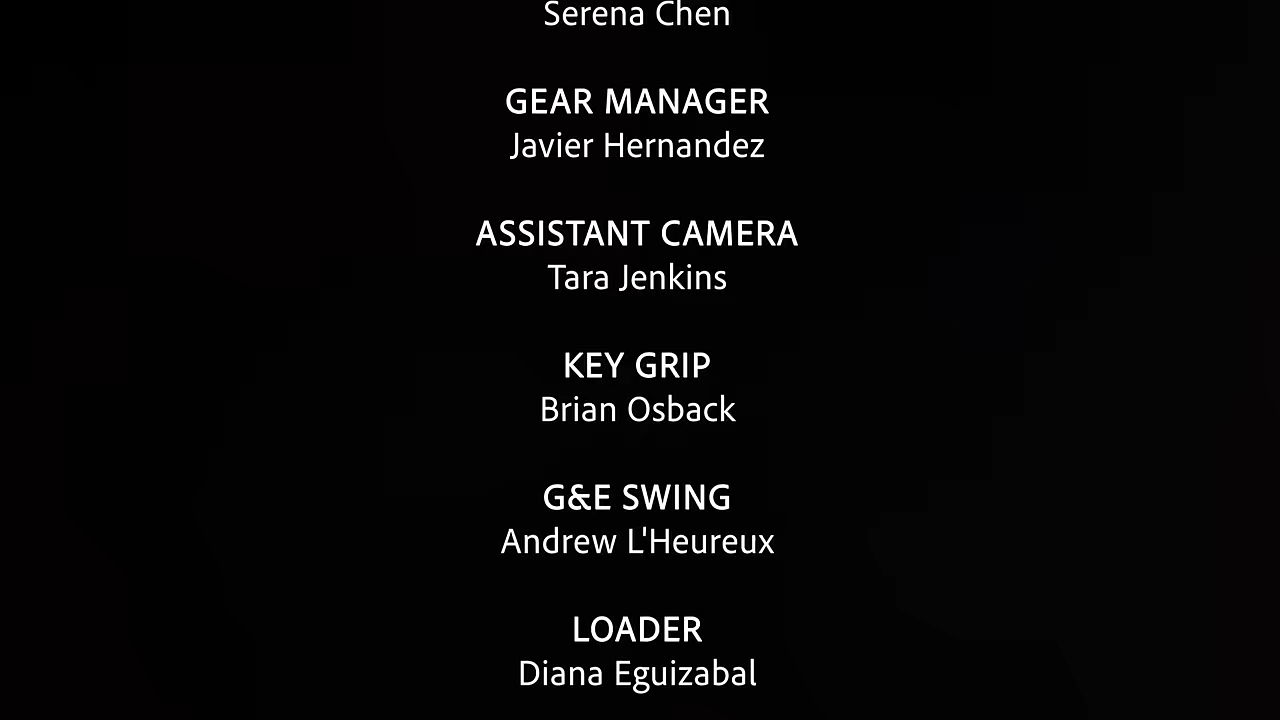 Serena Chen
GEAR MANAGER
Javier Hernandez
ASSISTANT CAMERA
Tara Jenkins
KEY GRIP
Brian Osback
G&E SWING
Andrew L'Heureux
LOADER
Diana Eguizabal